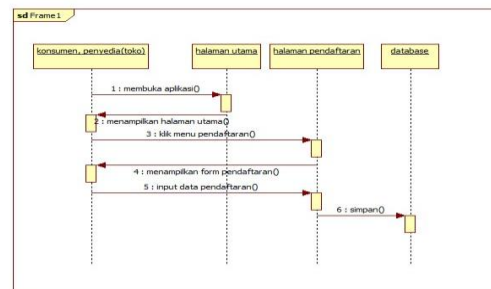 sd Frame1
konsumen, penyedia(toko)
halaman utama
halaman pendaftaran
database
1 : membuka aplikasi()
2 : menampilkan halaman utama()
3 : klik menu pendaftaran()
4 : menampilkan form pendaftaran()
5 : input data pendaftaran()
6 : simpan()